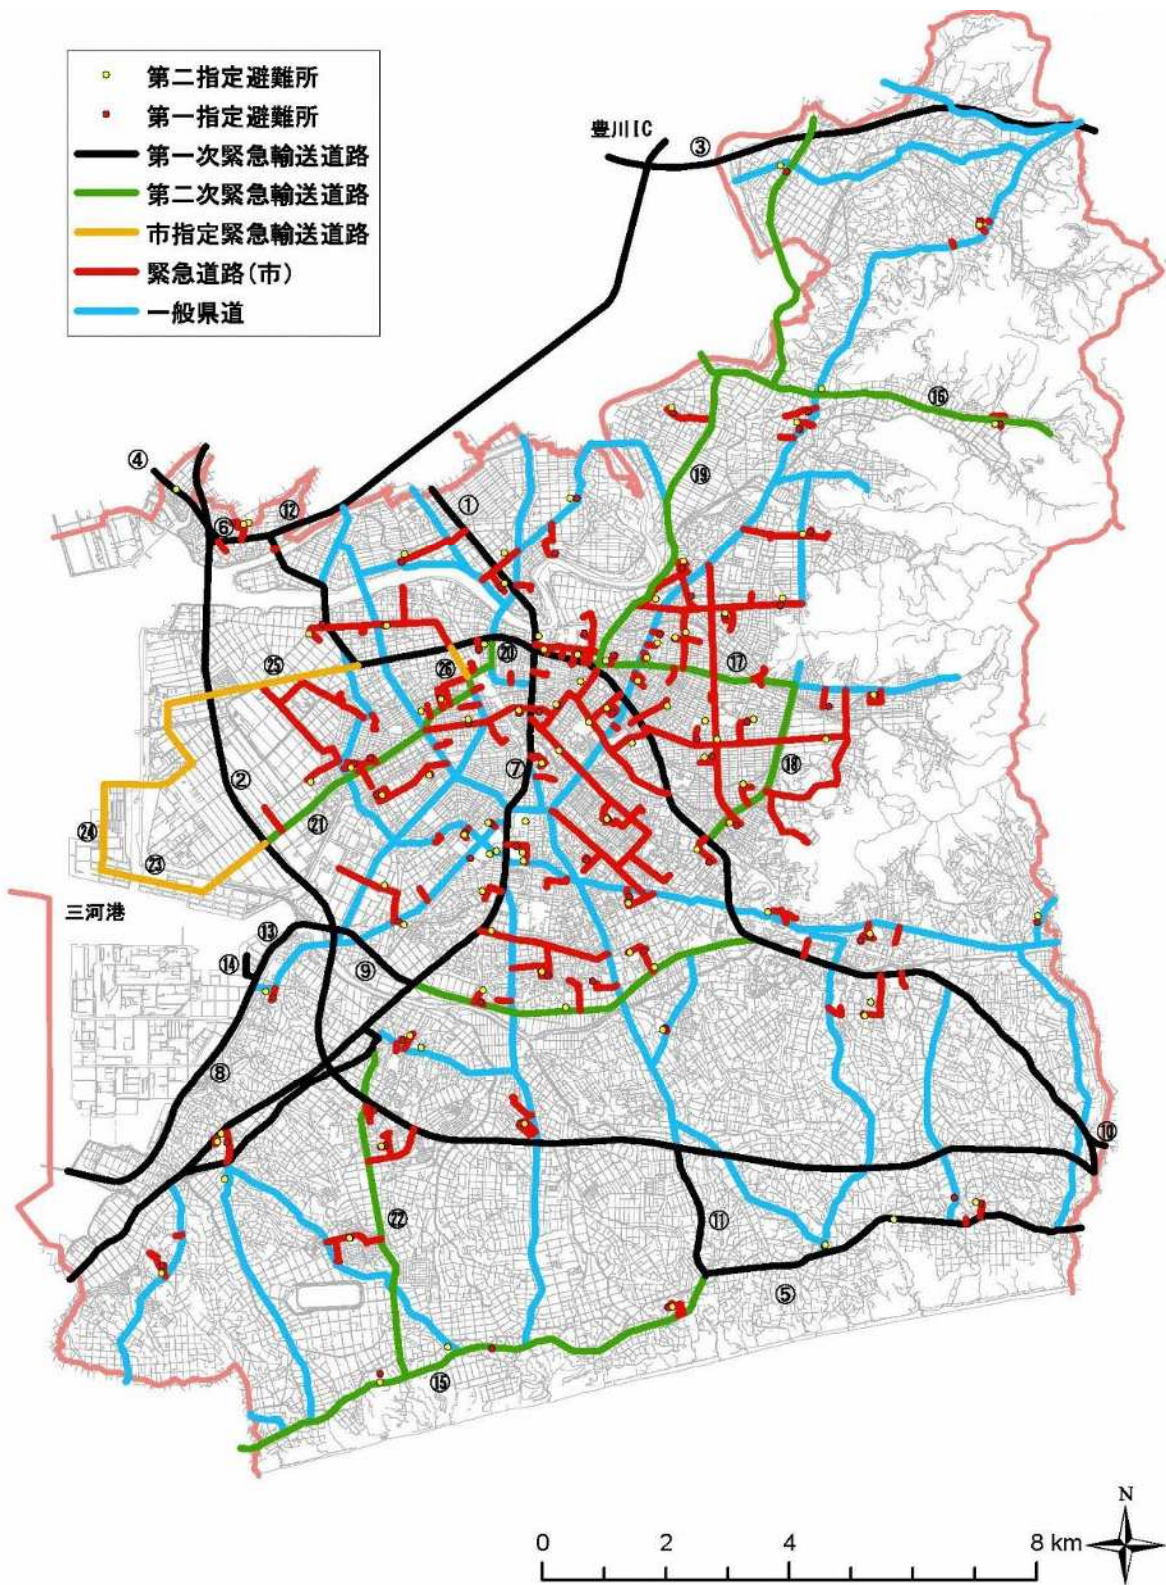 第二指定避難所
第一指定避難所
第一次緊急輸送道路
第二次緊急輸送道路
市指定緊急輸送道路
緊急道路(市)
一般県道
豊川IC
③
⑯
④
⑫
①
⑥
⑲
㉕
㉖
⑳
⑰
②
⑦
⑱
㉔
㉑
㉓
三河港
⑬
⑭
⑨
⑧
⑩
㉒
⑪
⑤
⑮
N
0 2 4 8 km